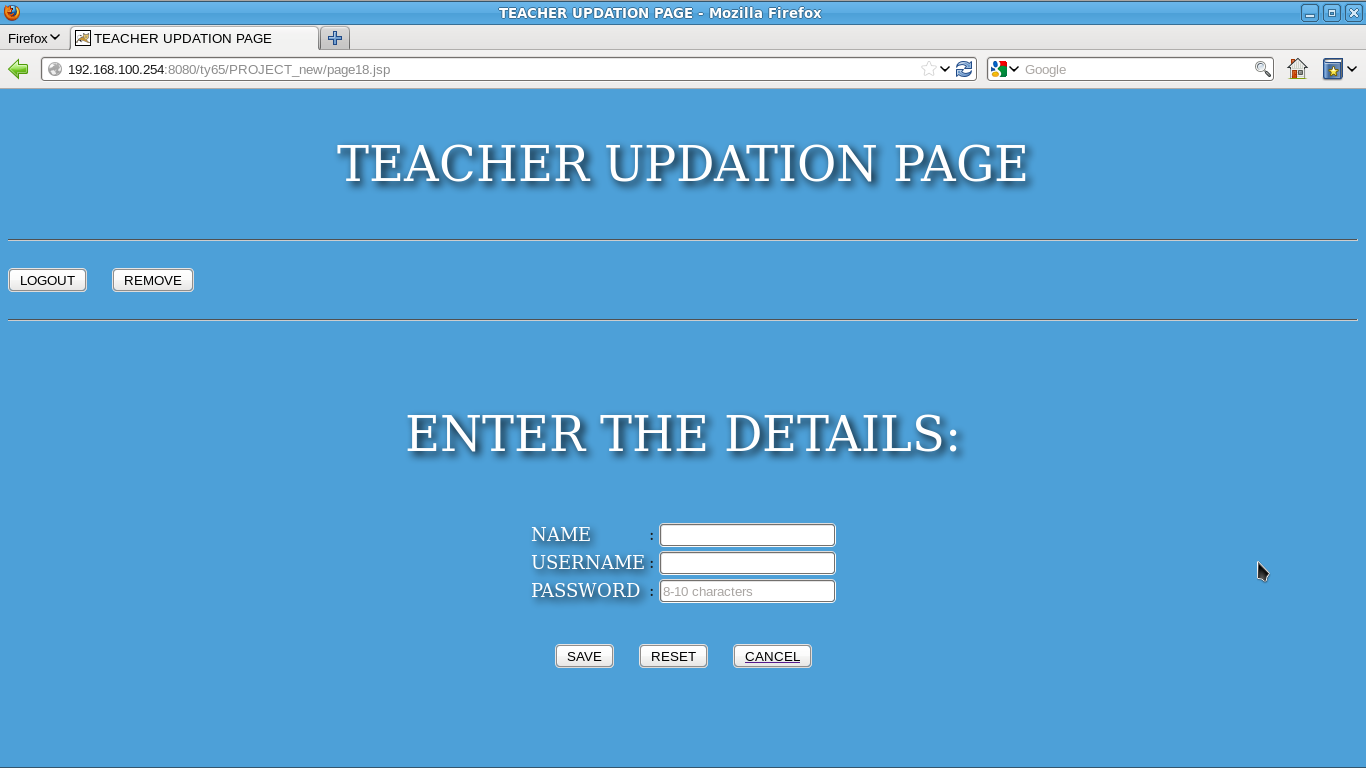 TEACHER UPDATION PAGE - Mozilla Firefox
Firefox
TEACHER UPDATION PAGE
192.168.100.254:8080/ty65/PROJECT_new/page18.jsp
Google
TEACHER UPDATION PAGE
LOGOUT REMOVE
ENTER THE DETAILS:
NAME :
USERNAME :
PASSWORD : 8-10 characters
SAVE RESET CANCEL